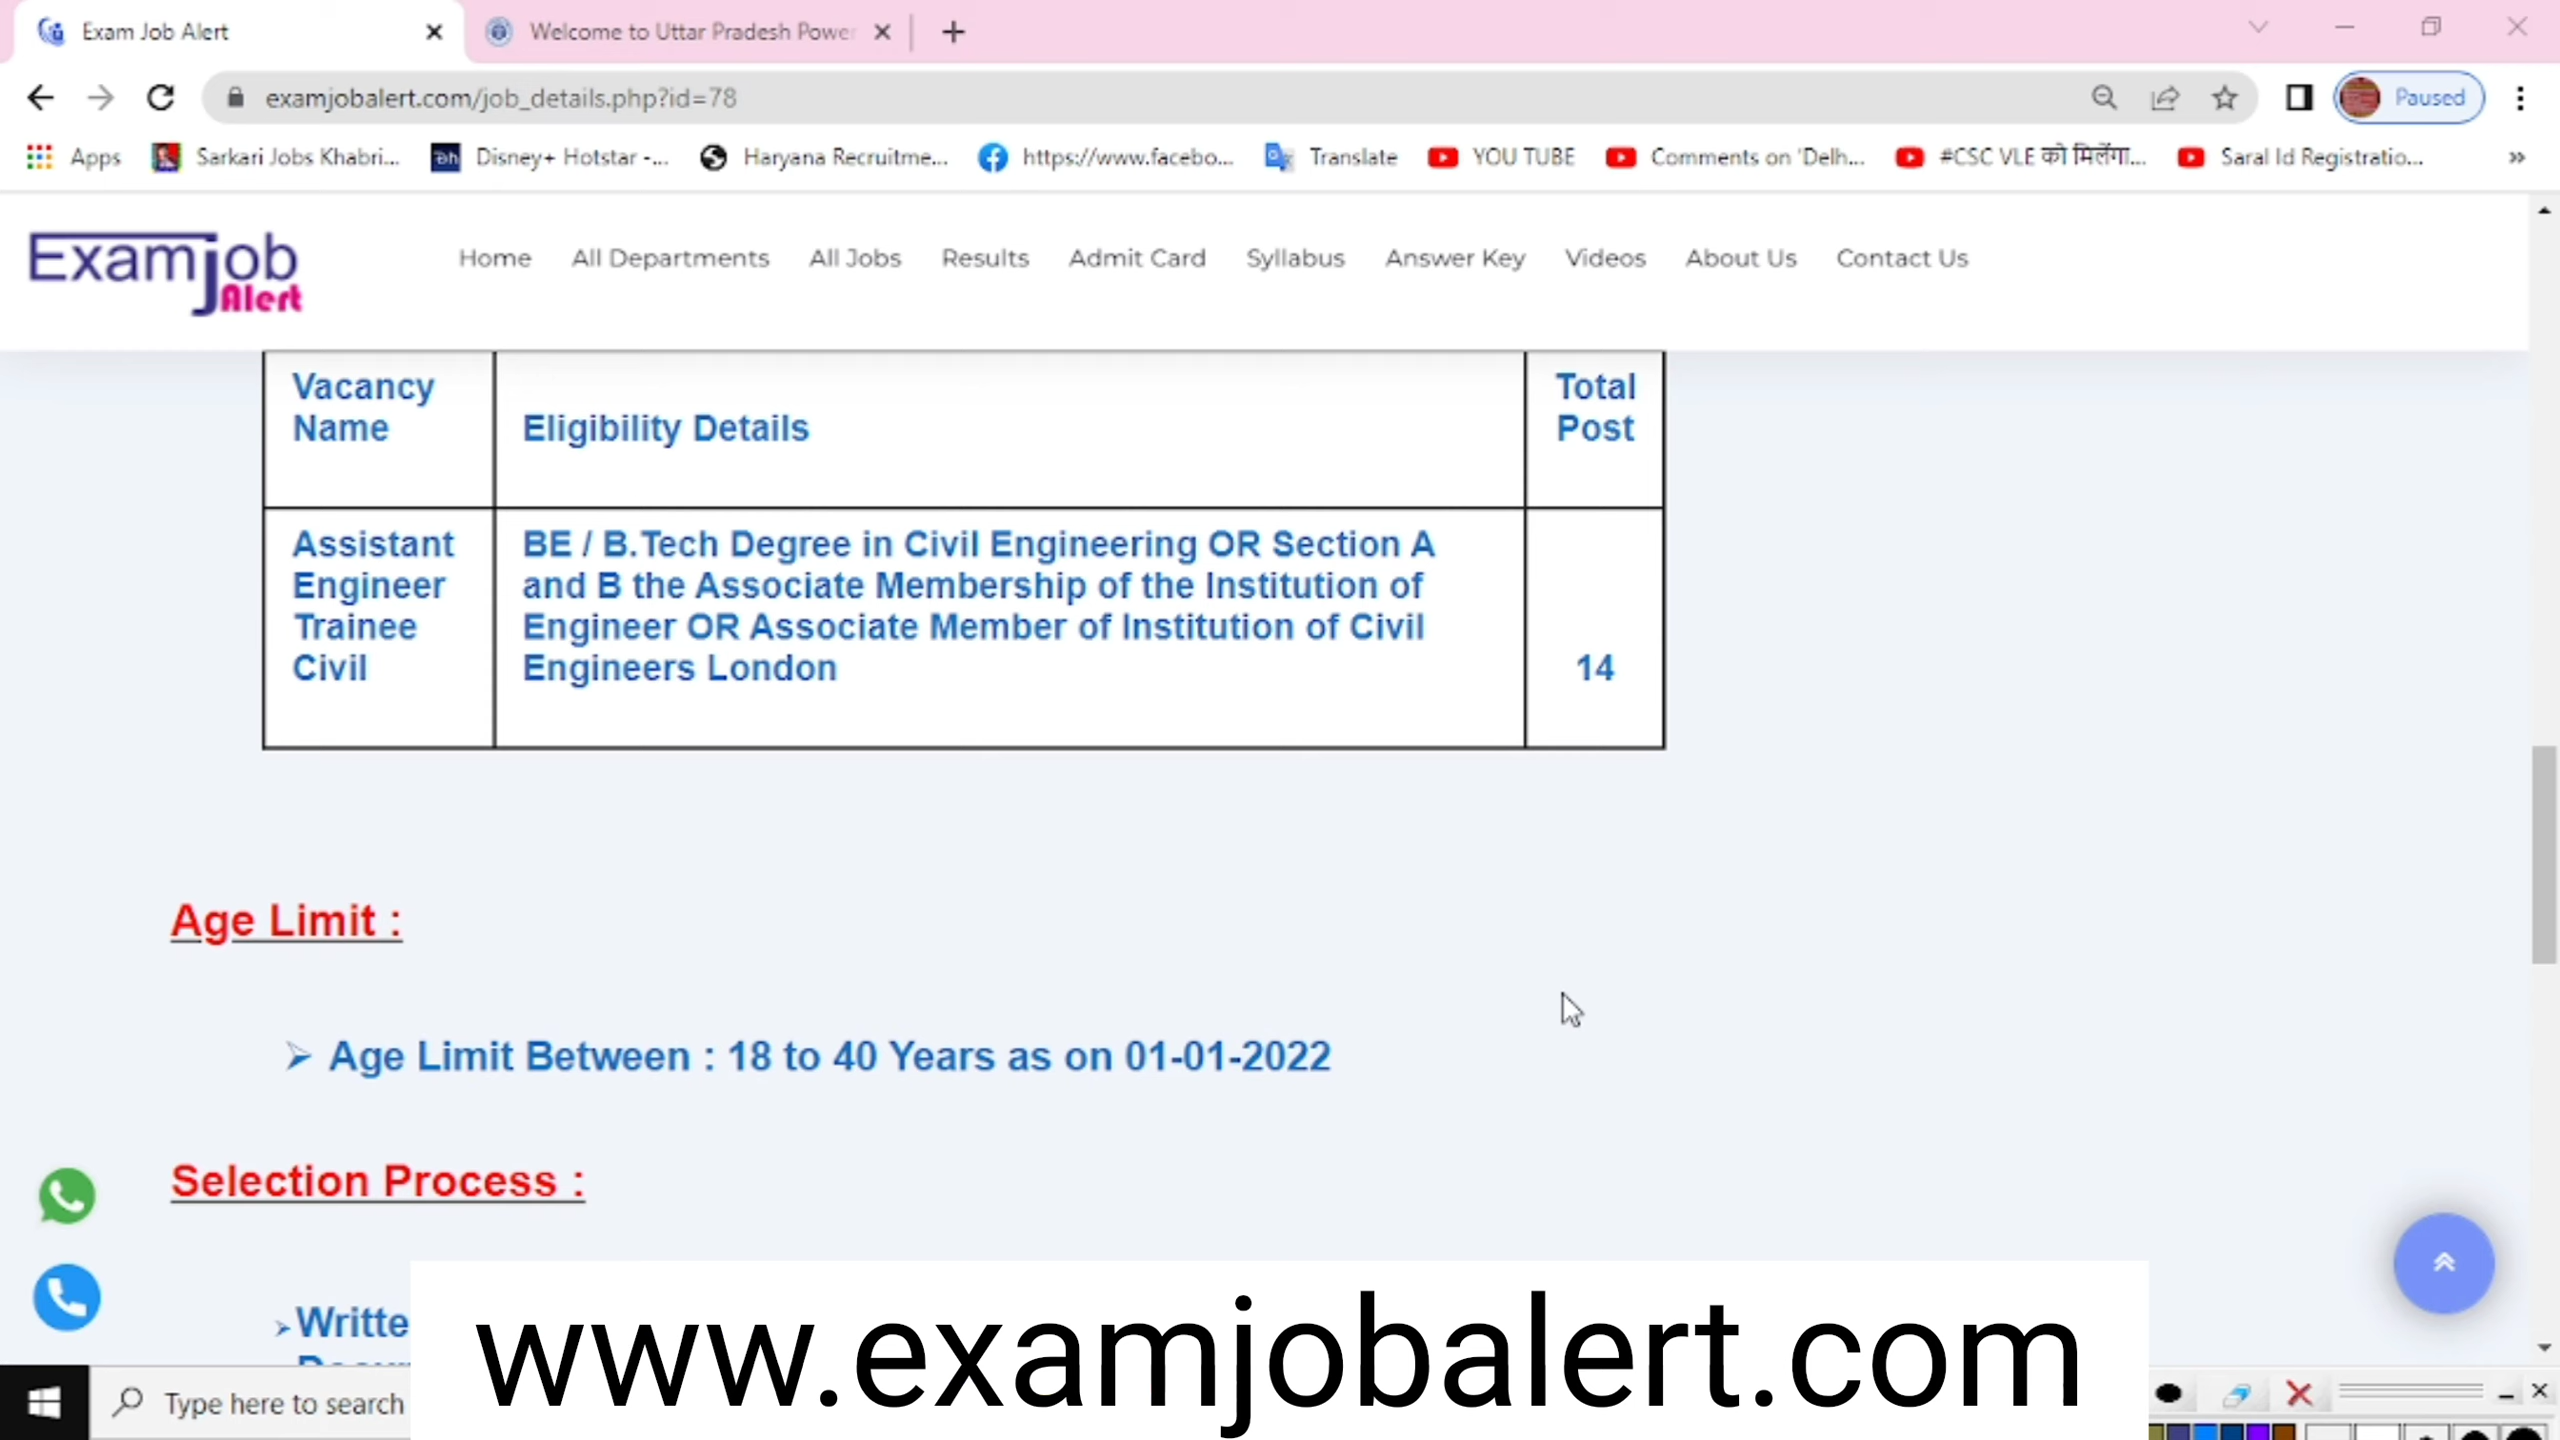 Exam Job Alert
Welcome to Uttar Pradesh Power
examjobalert.com/job_details.php?id=78
Paused
Apps
Sarkari Jobs Khabri...
Disney+ Hotstar -...
Haryana Recruitme...
https://www.facebo...
Translate
YOU TUBE
Comments on 'Delh...
#CSC VLE को मिलेंगा...
Saral Id Registratio...
Examjob
Alert
Home All Departments All Jobs Results Admit Card Syllabus Answer Key Videos About Us Contact Us
Vacancy
Name
Eligibility Details
Total
Post
Assistant
Engineer
Trainee
Civil
BE / B.Tech Degree in Civil Engineering OR Section A
and B the Associate Membership of the Institution of
Engineer OR Associate Member of Institution of Civil
Engineers London
14
Age Limit :
➢ Age Limit Between : 18 to 40 Years as on 01-01-2022
Selection Process :
➢ Writte
www.examjobalert.com
Type here to search